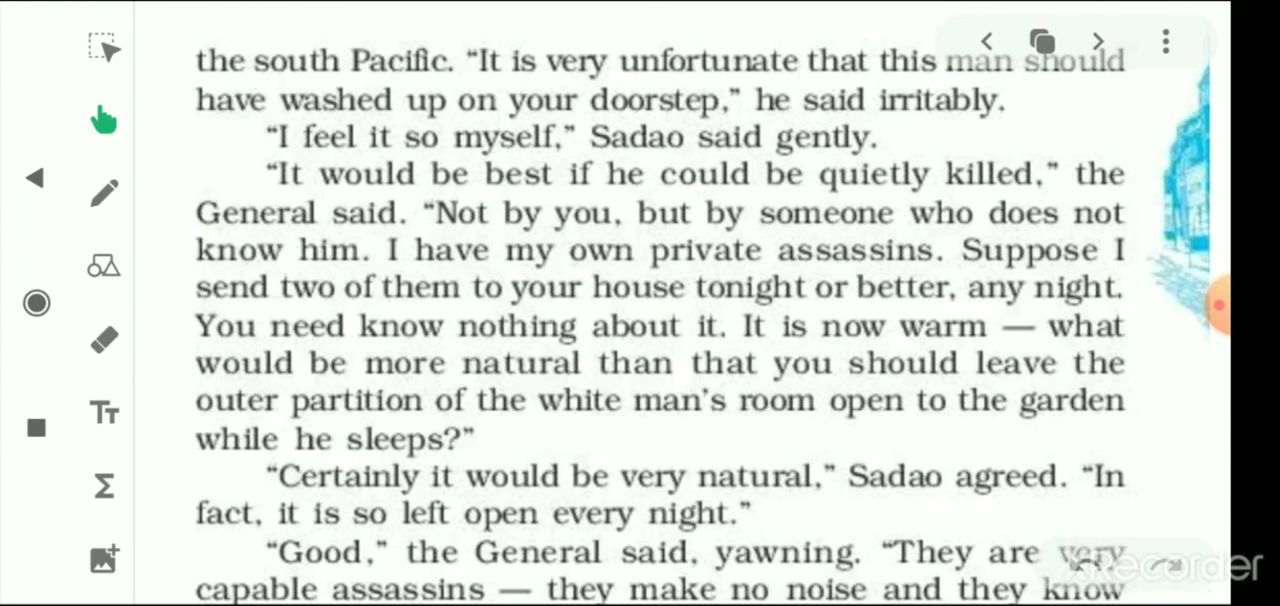 the south Pacific. “It is very unfortunate that this man should
have washed up on your doorstep,” he said irritably.
“I feel it so myself,” Sadao said gently.
“It would be best if he could be quietly killed,” the
General said. “Not by you, but by someone who does not
know him. I have my own private assassins. Suppose I
send two of them to your house tonight or better, any night.
You need know nothing about it. It is now warm — what
would be more natural than that you should leave the
outer partition of the white man’s room open to the garden
while he sleeps?”
“Certainly it would be very natural,” Sadao agreed. “In
fact, it is so left open every night.”
“Good,” the General said, yawning. “They are very
capable assassins — they make no noise and they know
TT
Σ
XRecorder